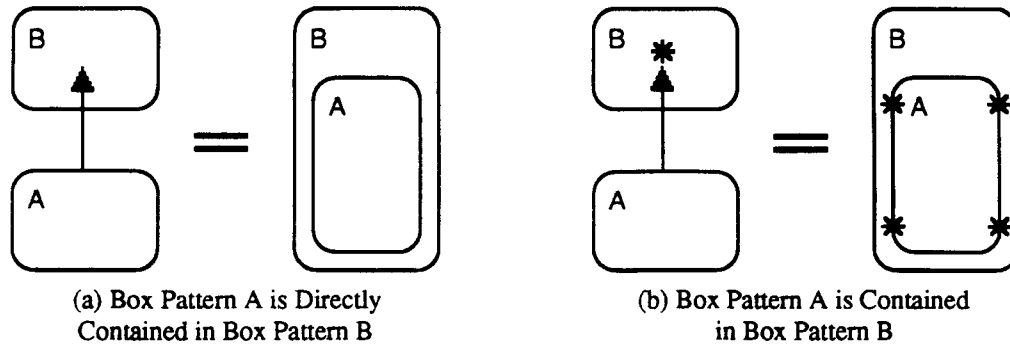 B
A
B
A
(a) Box Pattern A is Directly
Contained in Box Pattern B
B
A
B
A
(b) Box Pattern A is Contained
in Box Pattern B